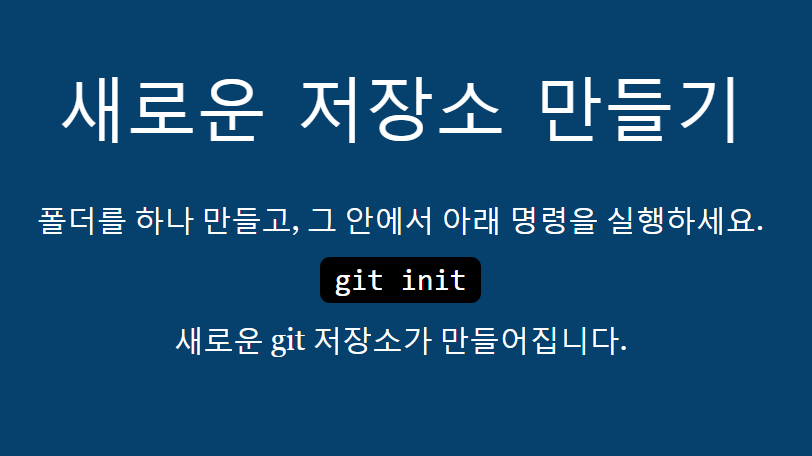 새로운 저장소 만들기
폴더를 하나 만들고, 그 안에서 아래 명령을 실행하세요.
git init
새로운 git 저장소가 만들어집니다.